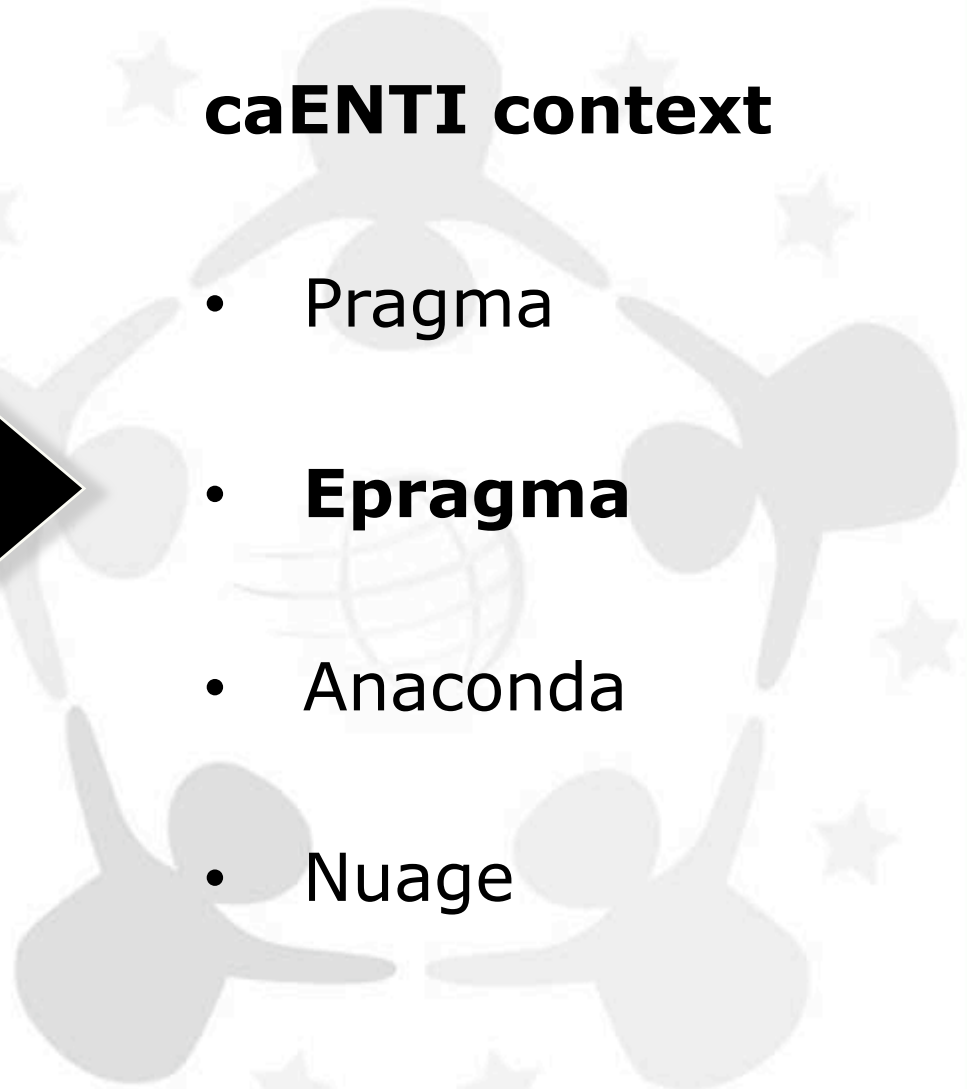 caENTI context
• Pragma
• Epragma
• Anaconda
• Nuage